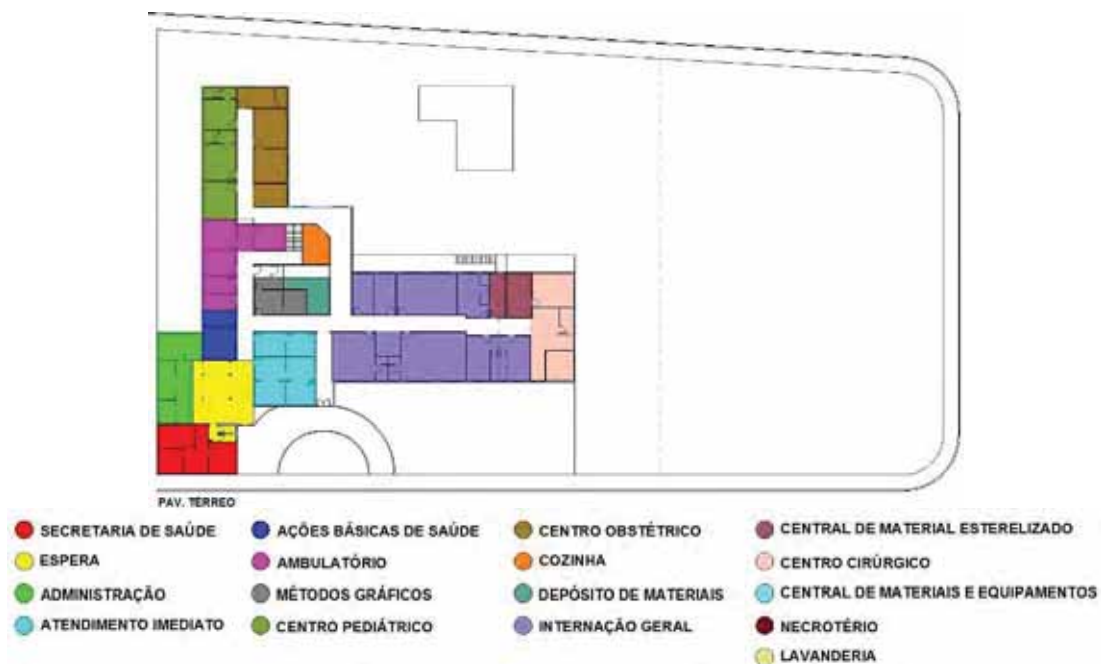 PAV. TÉRREO
SECRETARIA DE SAÚDE
ESPERA
ADMINISTRAÇÃO
ATENDIMENTO IMEDIATO
AÇÕES BÁSICAS DE SAÚDE
AMBULATÓRIO
MÉTODOS GRÁFICOS
CENTRO PEDIÁTRICO
CENTRO OBSTÉTRICO
COZINHA
DEPÓSITO DE MATERIAIS
INTERNAÇÃO GERAL
CENTRAL DE MATERIAL ESTERELIZADO
CENTRO CIRÚRGICO
CENTRAL DE MATERIAIS E EQUIPAMENTOS
NECROTÉRIO
LAVANDERIA